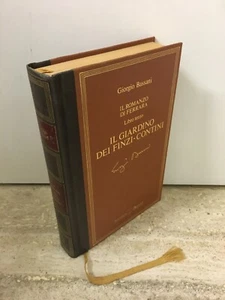 Giorgio Bassani
IL ROMANZO
DI FERRARA
Libro terzo
IL GIARDINO
DEI FINZI-CONTINI